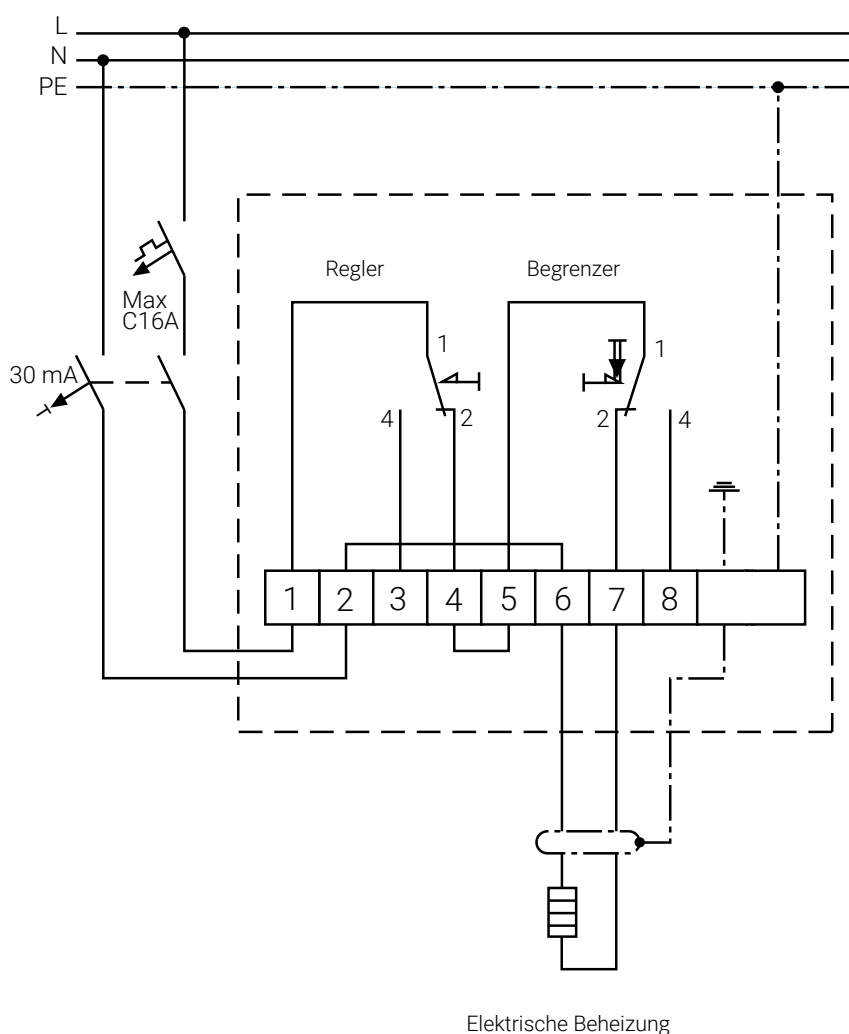 L
N
PE
Regler
Begrenzer
Max
C16A
1
1
30 mA
4
2
2
4
1 2 3 4 5 6 7 8
Elektrische Beheizung